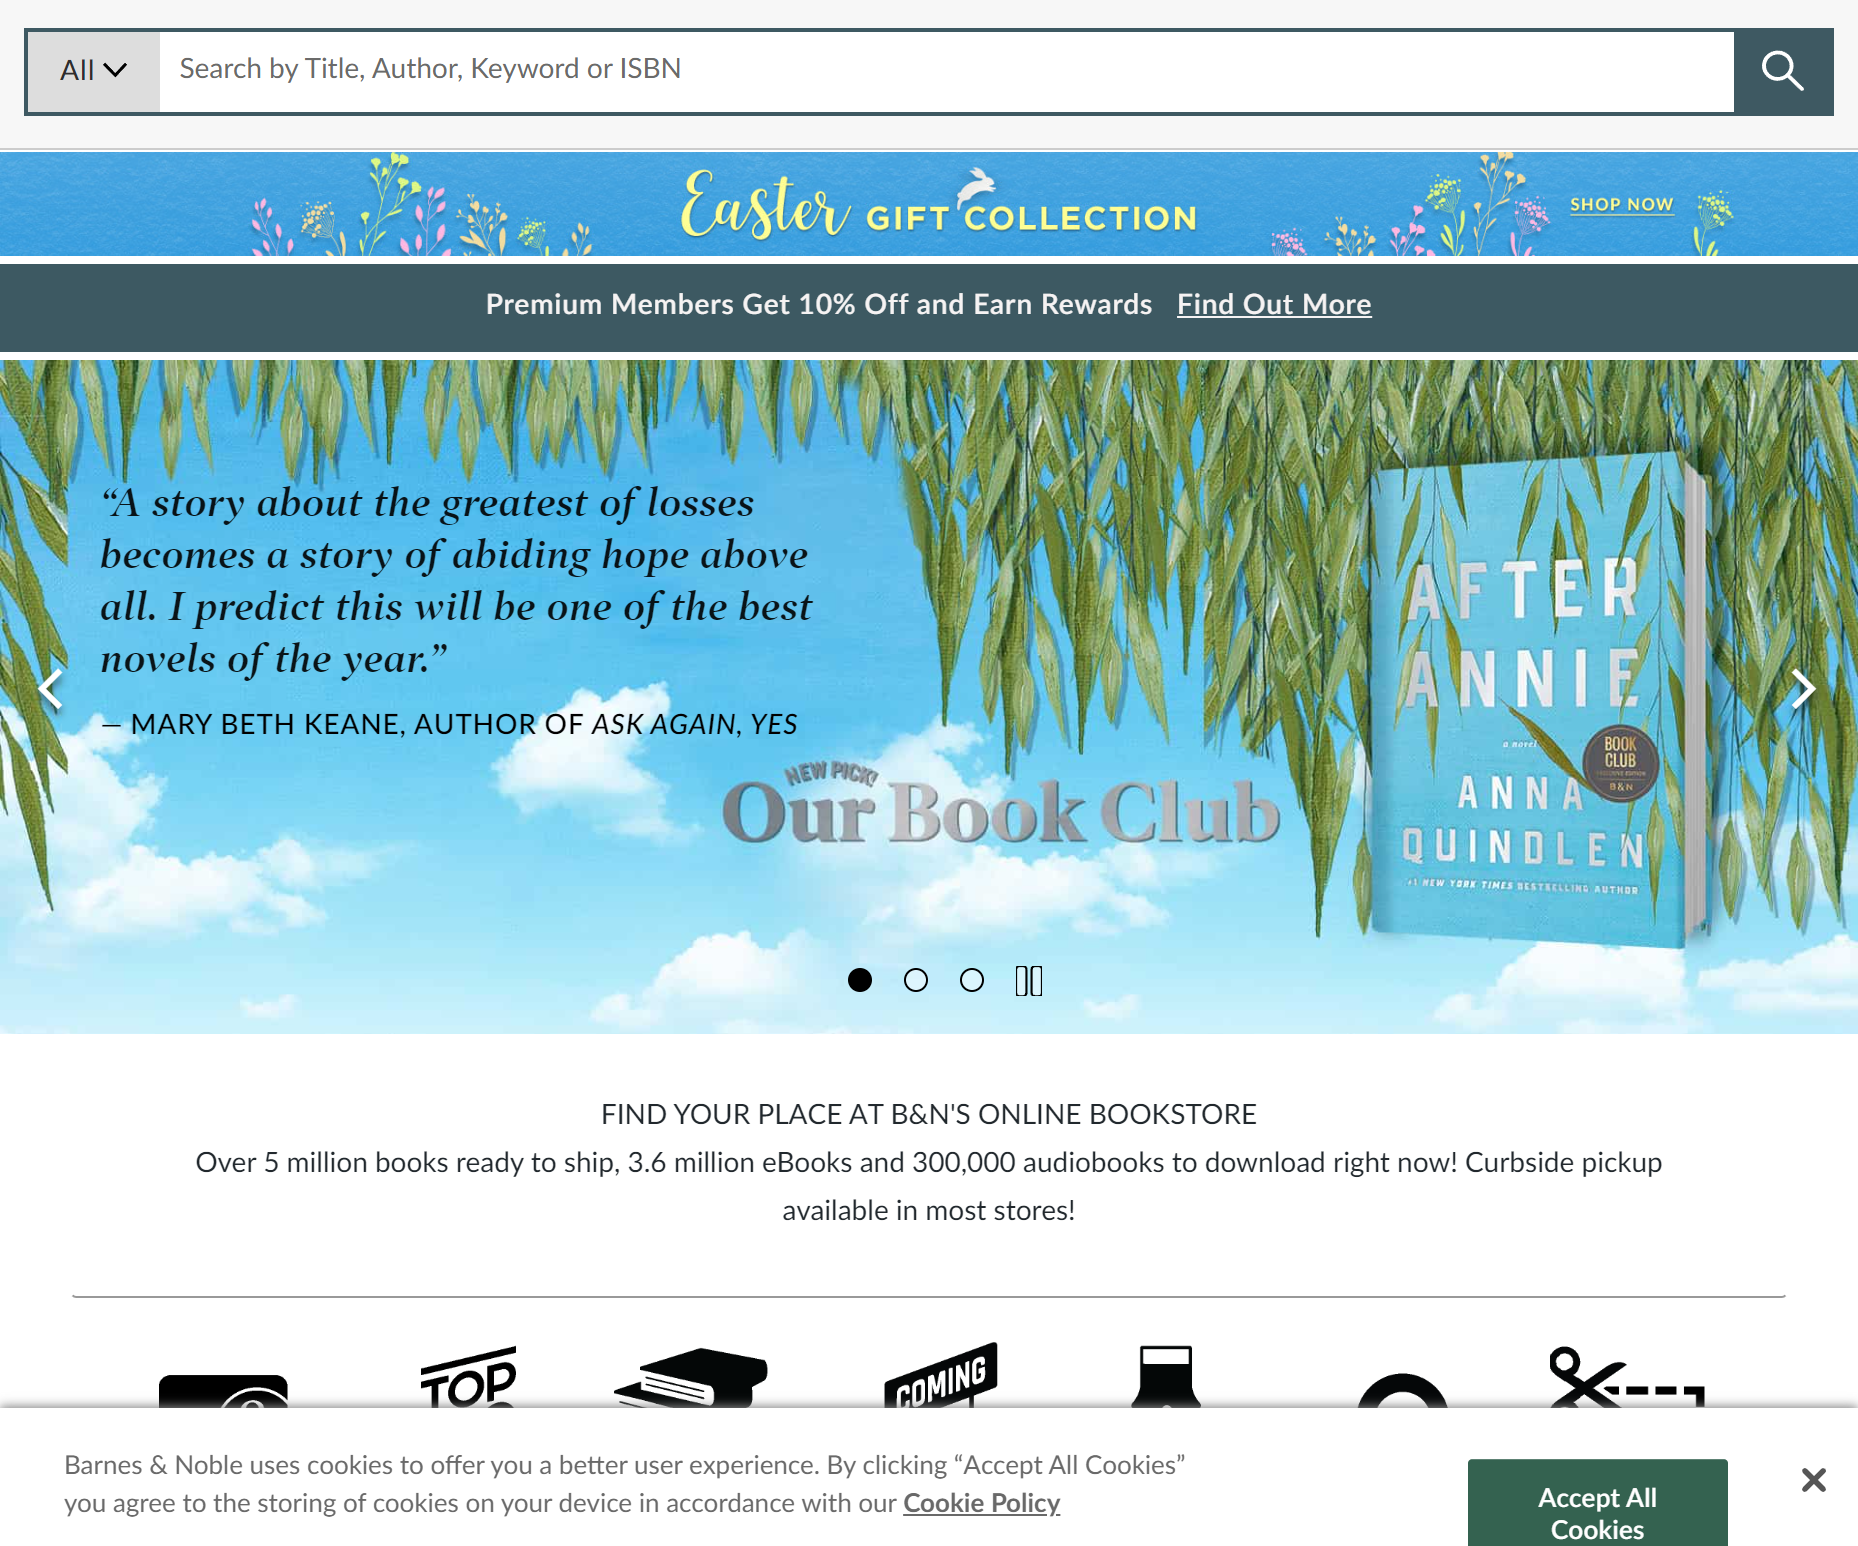 All
Search by Title, Author, Keyword or ISBN
Easter GIFT COLLECTION
SHOP NOW
Premium Members Get 10% Off and Earn Rewards Find Out More
“A story about the greatest of losses
becomes a story of abiding hope above
all. I predict this will be one of the best
novels of the year.”
– MARY BETH KEANE, AUTHOR OF ASK AGAIN, YES
NEW PICK!
Our Book Club
AFTER
ANNIE
a novel
BOOK
CLUB
EXCLUSIVE EDITION
B&N
ANNA
QUINDLEN
#1 NEW YORK TIMES BESTSELLING AUTHOR
FIND YOUR PLACE AT B&N'S ONLINE BOOKSTORE
Over 5 million books ready to ship, 3.6 million eBooks and 300,000 audiobooks to download right now! Curbside pickup
available in most stores!
TOP
COMING
Barnes & Noble uses cookies to offer you a better user experience. By clicking “Accept All Cookies”
you agree to the storing of cookies on your device in accordance with our Cookie Policy
Accept All
Cookies